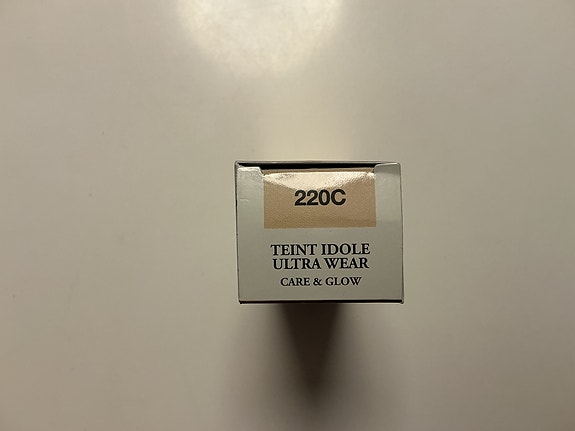 220C
TEINT IDOLE
ULTRA WEAR
CARE & GLOW